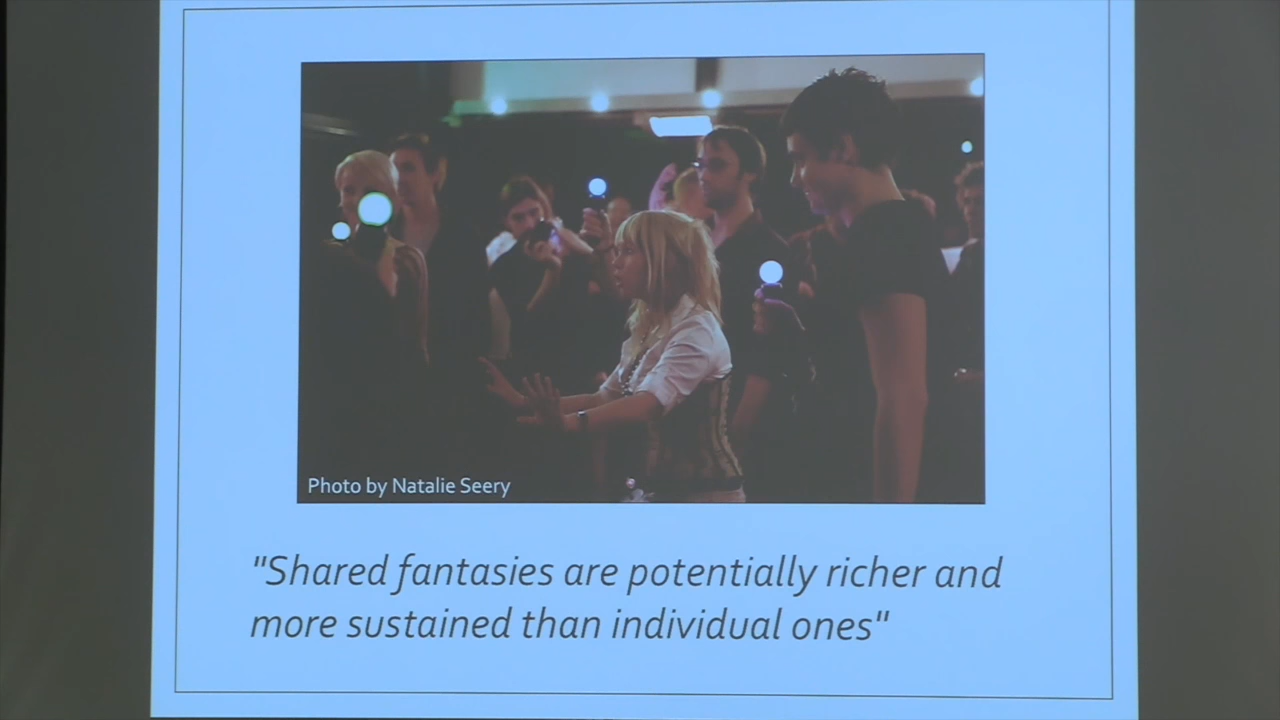 Photo by Natalie Seery
"Shared fantasies are potentially richer and
more sustained than individual ones"